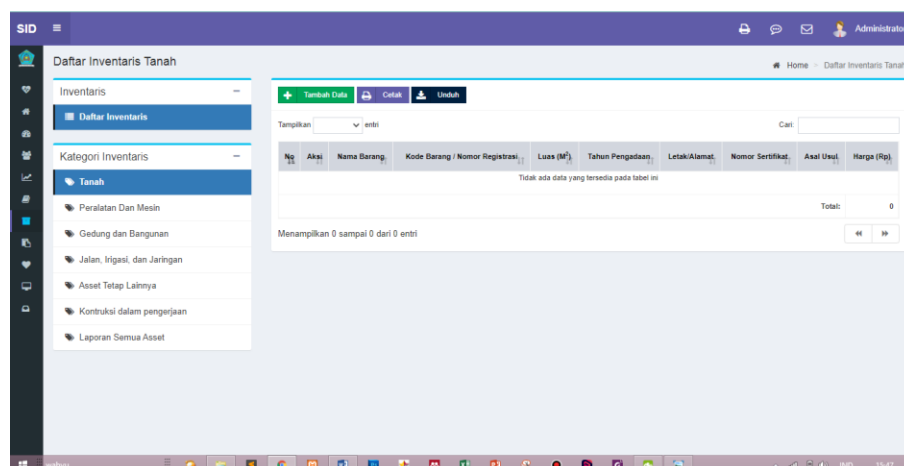 SID
Administrator
Daftar Inventaris Tanah
Home > Daftar Inventaris Tanah
Inventaris
Daftar Inventaris
Kategori Inventaris
Tanah
Peralatan Dan Mesin
Gedung dan Bangunan
Jalan, Irigasi, dan Jaringan
Asset Tetap Lainnya
Kontruksi dalam pengerjaan
Laporan Semua Asset
Tambah Data Cetak Unduh
Tampilkan entri Cari:
No Aksi Nama Barang Kode Barang / Nomor Registrasi Luas (M²) Tahun Pengadaan Letak/Alamat Nomor Sertifikat Asal Usul Harga (Rp)
Tidak ada data yang tersedia pada tabel ini
Total: 0
Menampilkan 0 sampai 0 dari 0 entri
IND 15:47